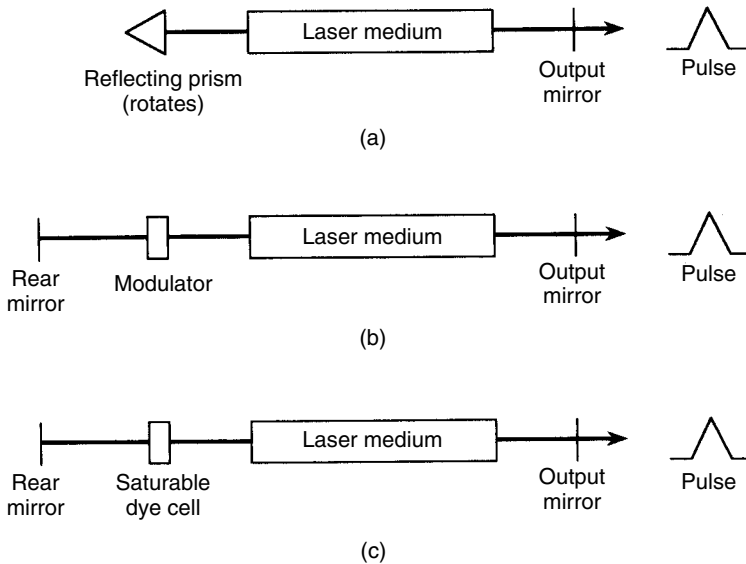 Laser medium
Reflecting prism
(rotates)
Output
mirror
Pulse
(a)
Laser medium
Rear
mirror
Modulator
Output
mirror
Pulse
(b)
Laser medium
Rear
mirror
Saturable
dye cell
Output
mirror
Pulse
(c)